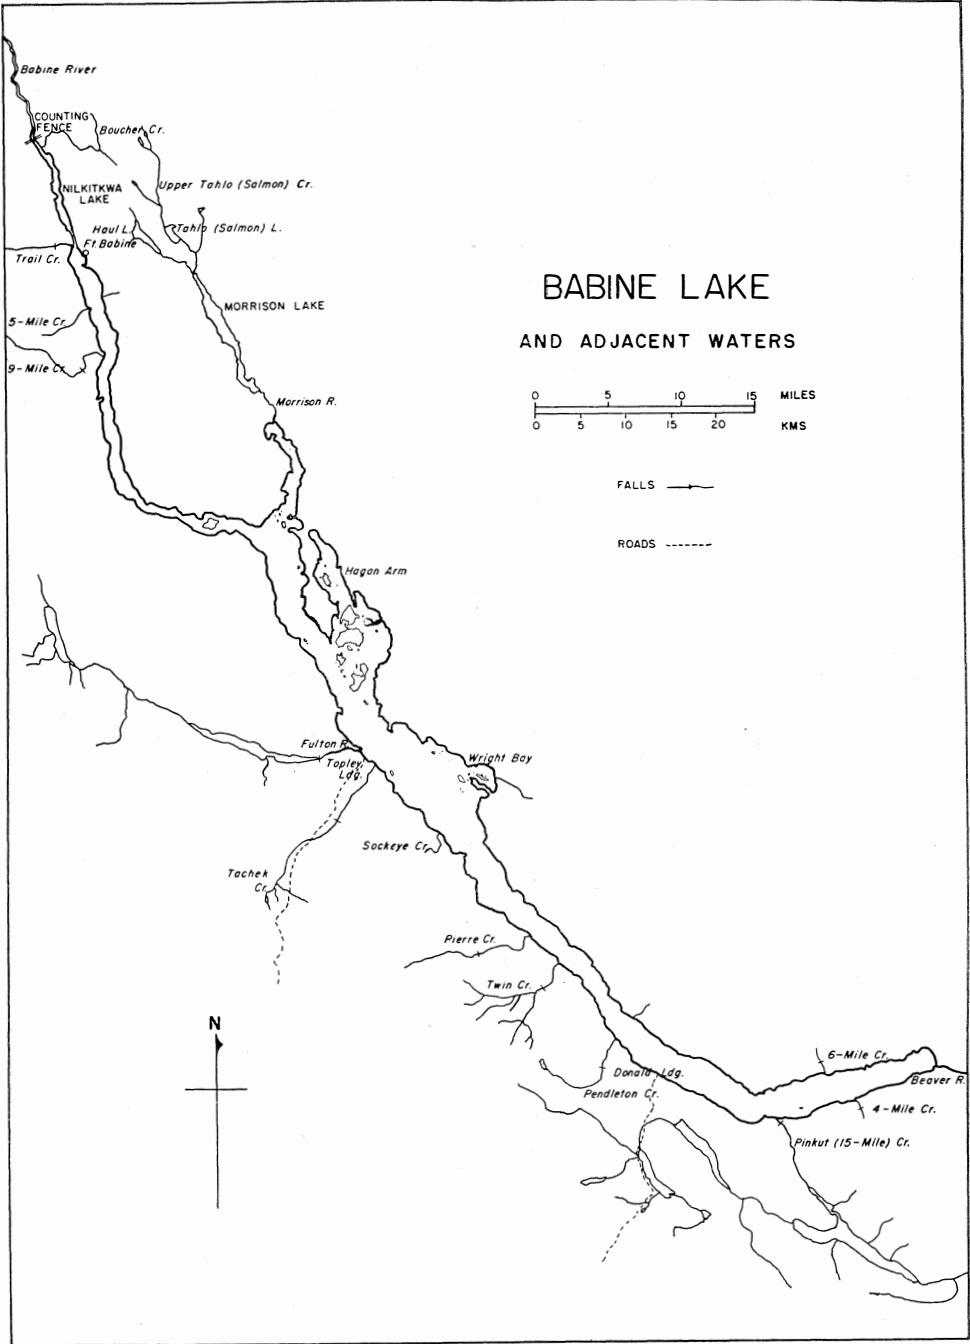 Babine River
COUNTING
FENCE
Boucher Cr.
NILKITKWA
LAKE
Upper Tahlo (Salmon) Cr.
Haul L.
Tahlo (Salmon) L.
Ft. Babine
Trail Cr.
MORRISON LAKE
5-Mile Cr.
9-Mile Cr.
Morrison R.
BABINE LAKE
AND ADJACENT WATERS
0 5 10 15 MILES
0 5 10 15 20 KMS
FALLS
ROADS
Hagan Arm
Fulton R.
Topley
Ldg.
Wright Bay
Sockeye Cr.
Tachek
Cr.
Pierre Cr.
Twin Cr.
N
6-Mile Cr.
Donald Ldg.
Beaver R.
Pendleton Cr.
4-Mile Cr.
Pinkut (15-Mile) Cr.